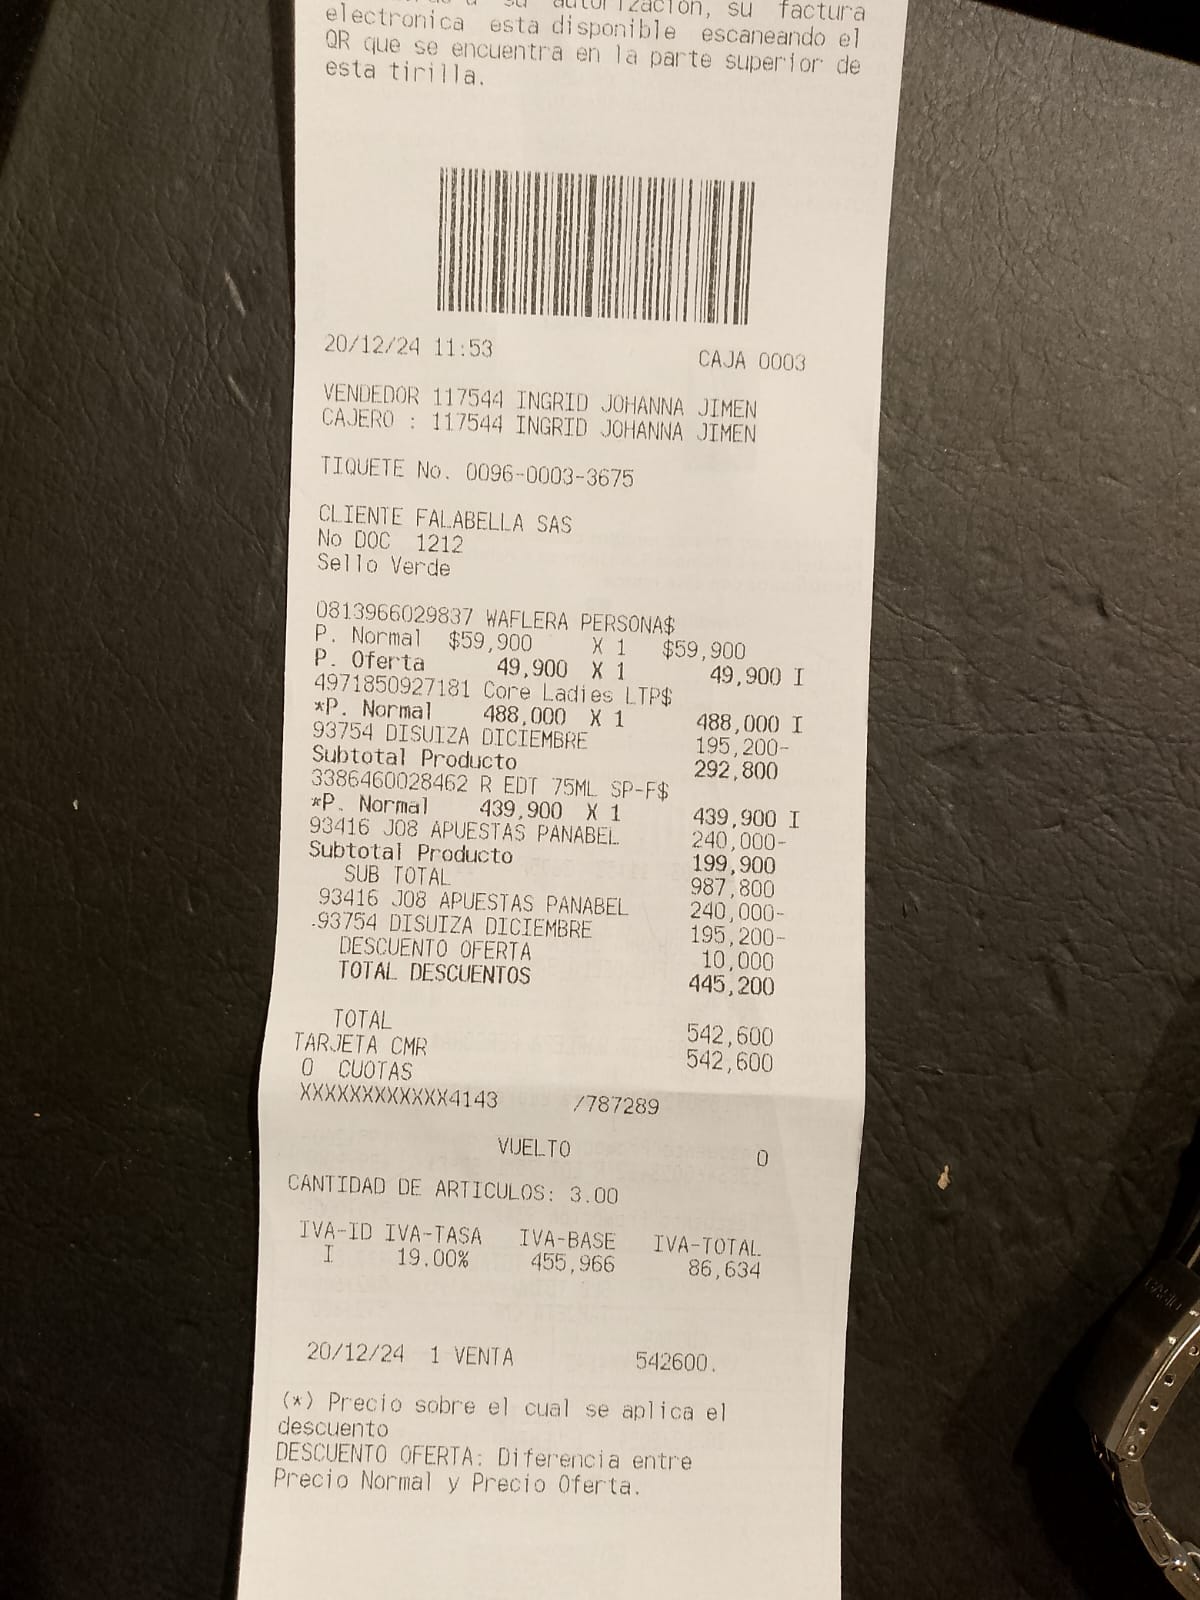 su autorización, su factura
electronica esta disponible escaneando el
QR que se encuentra en la parte superior de
esta tirilla.
20/12/24 11:53 CAJA 0003
VENDEDOR 117544 INGRID JOHANNA JIMEN
CAJERO : 117544 INGRID JOHANNA JIMEN
TIQUETE No. 0096-0003-3675
CLIENTE FALABELLA SAS
No DOC 1212
Sello Verde
0813966029837 WAFLERA PERSONA$
P. Normal $59,900 X 1 $59,900
P. Oferta 49,900 X 1 49,900 I
4971850927181 Core Ladies LTP$
*P. Normal 488,000 X 1 488,000 I
93754 DISUIZA DICIEMBRE 195,200-
Subtotal Producto 292,800
3386460028462 R EDT 75ML SP-F$
*P. Normal 439,900 X 1 439,900 I
93416 J08 APUESTAS PANABEL 240,000-
Subtotal Producto 199,900
SUB TOTAL 987,800
93416 J08 APUESTAS PANABEL 240,000-
.93754 DISUIZA DICIEMBRE 195,200-
DESCUENTO OFERTA 10,000
TOTAL DESCUENTOS 445,200
TOTAL 542,600
TARJETA CMR 542,600
0 CUOTAS
XXXXXXXXXXXX4143 /787289
VUELTO 0
CANTIDAD DE ARTICULOS: 3.00
IVA-ID IVA-TASA IVA-BASE IVA-TOTAL
I 19.00% 455,966 86,634
20/12/24 1 VENTA 542600.
(*) Precio sobre el cual se aplica el
descuento
DESCUENTO OFERTA: Diferencia entre
Precio Normal y Precio Oferta.